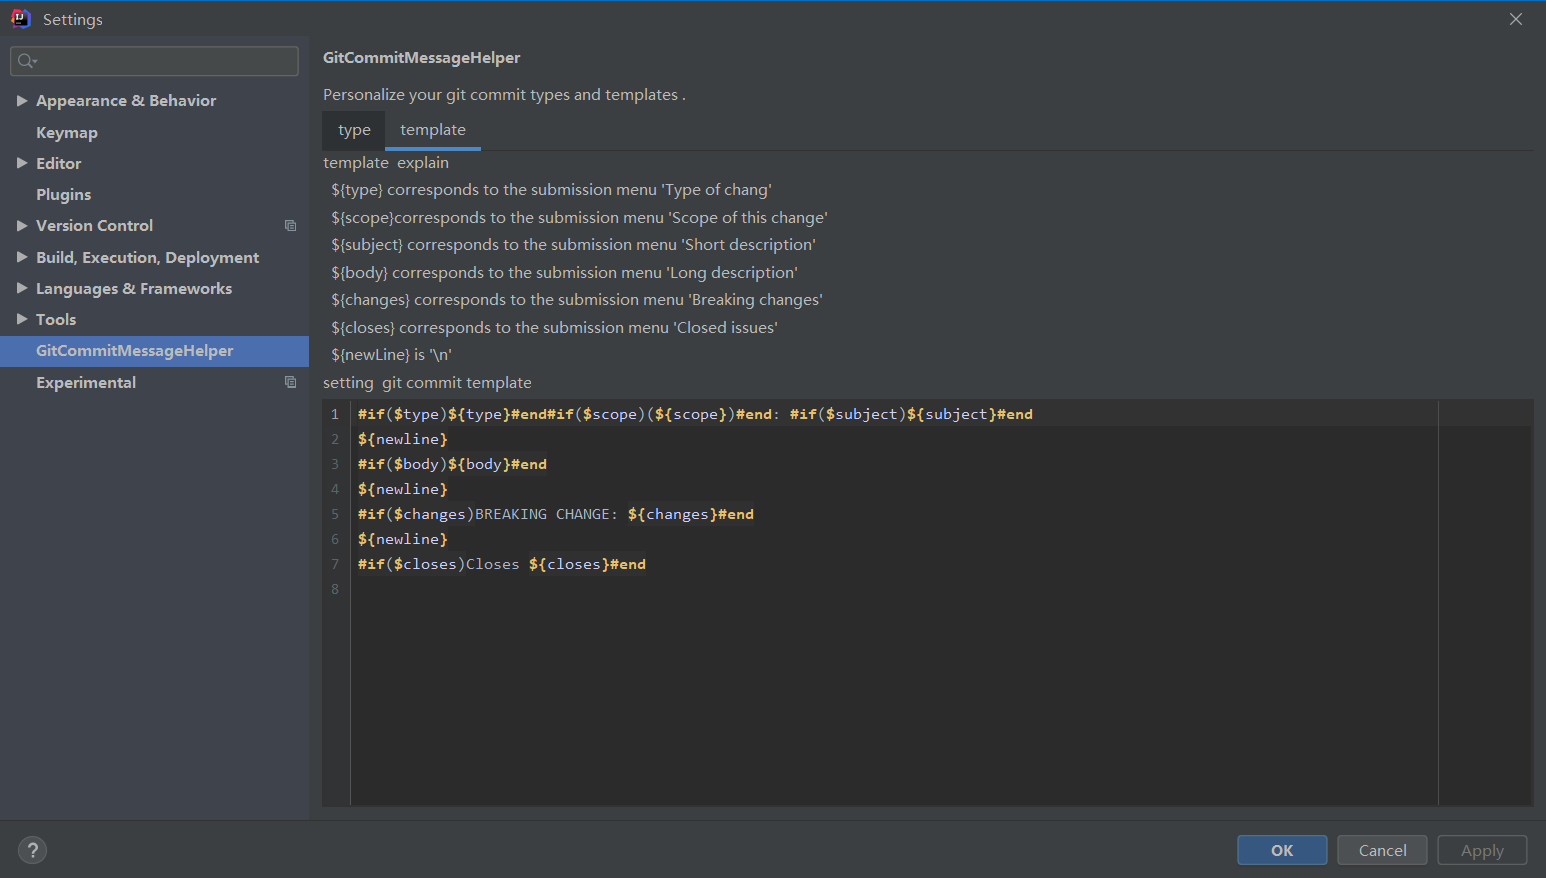 Settings
GitCommitMessageHelper
Personalize your git commit types and templates .
Appearance & Behavior
Keymap
Editor
Plugins
Version Control
Build, Execution, Deployment
Languages & Frameworks
Tools
GitCommitMessageHelper
Experimental
type template
template explain
${type} corresponds to the submission menu 'Type of chang'
${scope}corresponds to the submission menu 'Scope of this change'
${subject} corresponds to the submission menu 'Short description'
${body} corresponds to the submission menu 'Long description'
${changes} corresponds to the submission menu 'Breaking changes'
${closes} corresponds to the submission menu 'Closed issues'
${newLine} is '\n'
setting git commit template
1 #if($type)${type}#end#if($scope)(${scope})#end: #if($subject)${subject}#end
2 ${newline}
3 #if($body)${body}#end
4 ${newline}
5 #if($changes)BREAKING CHANGE: ${changes}#end
6 ${newline}
7 #if($closes)Closes ${closes}#end
8
?
OK Cancel Apply